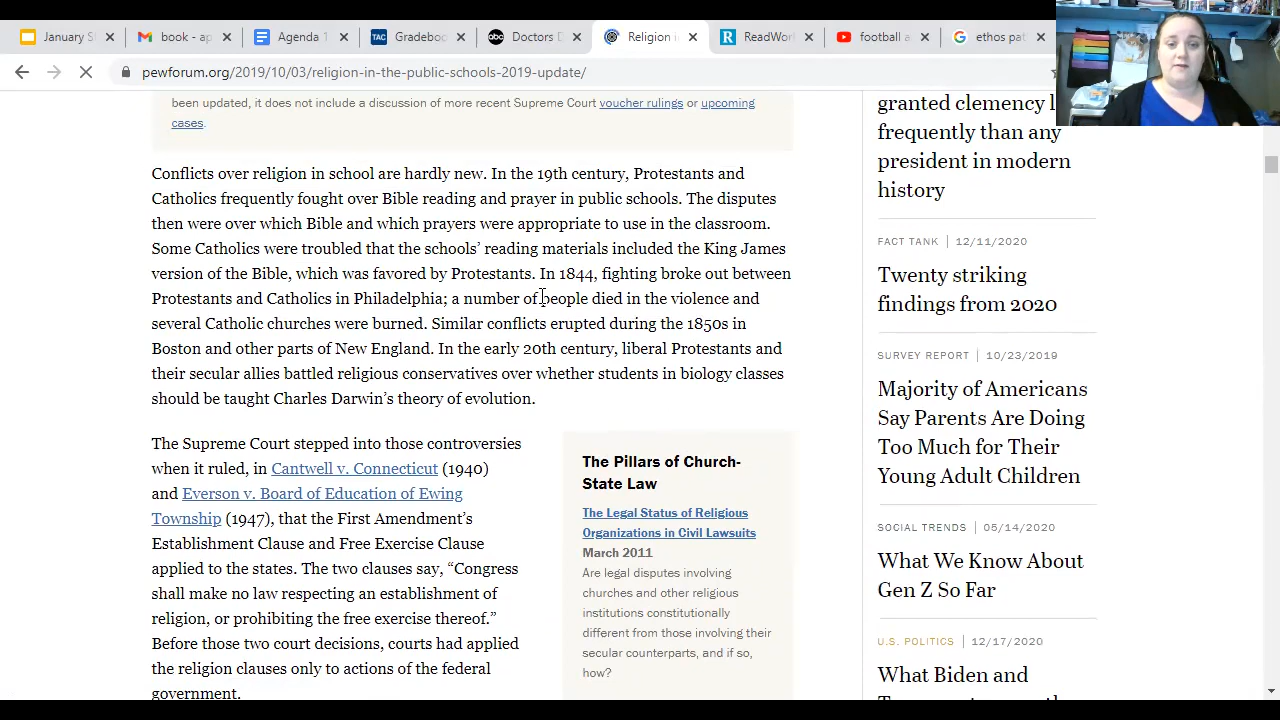 January S
book - ap
Agenda 1
TAC
Gradebo
abc
Doctors D
Religion i
R
ReadWor
football a
G
ethos pat
pewforum.org/2019/10/03/religion-in-the-public-schools-2019-update/
been updated, it does not include a discussion of more recent Supreme Court voucher rulings or upcoming
cases.
Conflicts over religion in school are hardly new. In the 19th century, Protestants and
Catholics frequently fought over Bible reading and prayer in public schools. The disputes
then were over which Bible and which prayers were appropriate to use in the classroom.
Some Catholics were troubled that the schools’ reading materials included the King James
version of the Bible, which was favored by Protestants. In 1844, fighting broke out between
Protestants and Catholics in Philadelphia; a number of people died in the violence and
several Catholic churches were burned. Similar conflicts erupted during the 1850s in
Boston and other parts of New England. In the early 20th century, liberal Protestants and
their secular allies battled religious conservatives over whether students in biology classes
should be taught Charles Darwin’s theory of evolution.
The Supreme Court stepped into those controversies
when it ruled, in Cantwell v. Connecticut (1940)
and Everson v. Board of Education of Ewing
Township (1947), that the First Amendment’s
Establishment Clause and Free Exercise Clause
applied to the states. The two clauses say, “Congress
shall make no law respecting an establishment of
religion, or prohibiting the free exercise thereof.”
Before those two court decisions, courts had applied
the religion clauses only to actions of the federal
government.
The Pillars of Church-
State Law
The Legal Status of Religious
Organizations in Civil Lawsuits
March 2011
Are legal disputes involving
churches and other religious
institutions constitutionally
different from those involving their
secular counterparts, and if so,
how?
granted clemency l
frequently than any
president in modern
history
FACT TANK | 12/11/2020
Twenty striking
findings from 2020
SURVEY REPORT | 10/23/2019
Majority of Americans
Say Parents Are Doing
Too Much for Their
Young Adult Children
SOCIAL TRENDS | 05/14/2020
What We Know About
Gen Z So Far
U.S. POLITICS | 12/17/2020
What Biden and